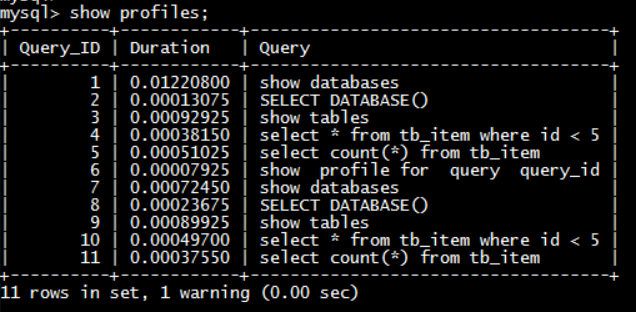 mysql> show profiles;
+----------+------------+-----------------------------------+
| Query_ID | Duration | Query |
+----------+------------+-----------------------------------+
| 1 | 0.01220800 | show databases |
| 2 | 0.00013075 | SELECT DATABASE() |
| 3 | 0.00092925 | show tables |
| 4 | 0.00038150 | select * from tb_item where id < 5 |
| 5 | 0.00051025 | select count(*) from tb_item |
| 6 | 0.00007925 | show  profile for  query  query_id |
| 7 | 0.00072450 | show databases |
| 8 | 0.00023675 | SELECT DATABASE() |
| 9 | 0.00089925 | show tables |
| 10 | 0.00049700 | select * from tb_item where id < 5 |
| 11 | 0.00037550 | select count(*) from tb_item |
+----------+------------+-----------------------------------+
11 rows in set, 1 warning (0.00 sec)